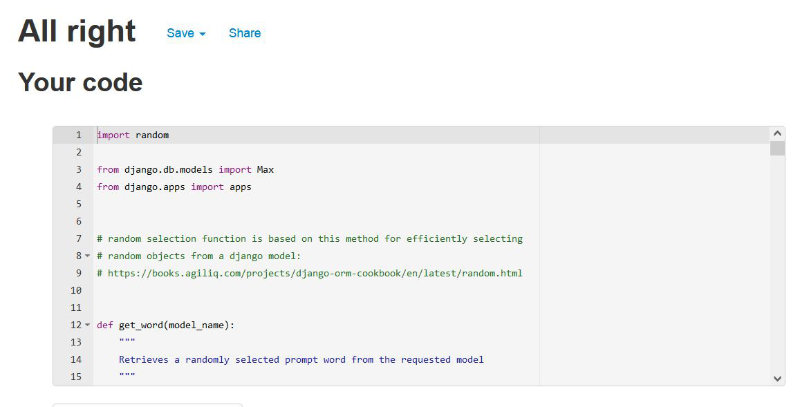 All right Save Share
Your code
1 import random
2
3 from django.db.models import Max
4 from django.apps import apps
5
6
7 # random selection function is based on this method for efficiently selecting
8 # random objects from a django model:
9 # https://books.agiliq.com/projects/django-orm-cookbook/en/latest/random.html
10
11
12 def get_word(model_name):
13 """
14 Retrieves a randomly selected prompt word from the requested model
15 """